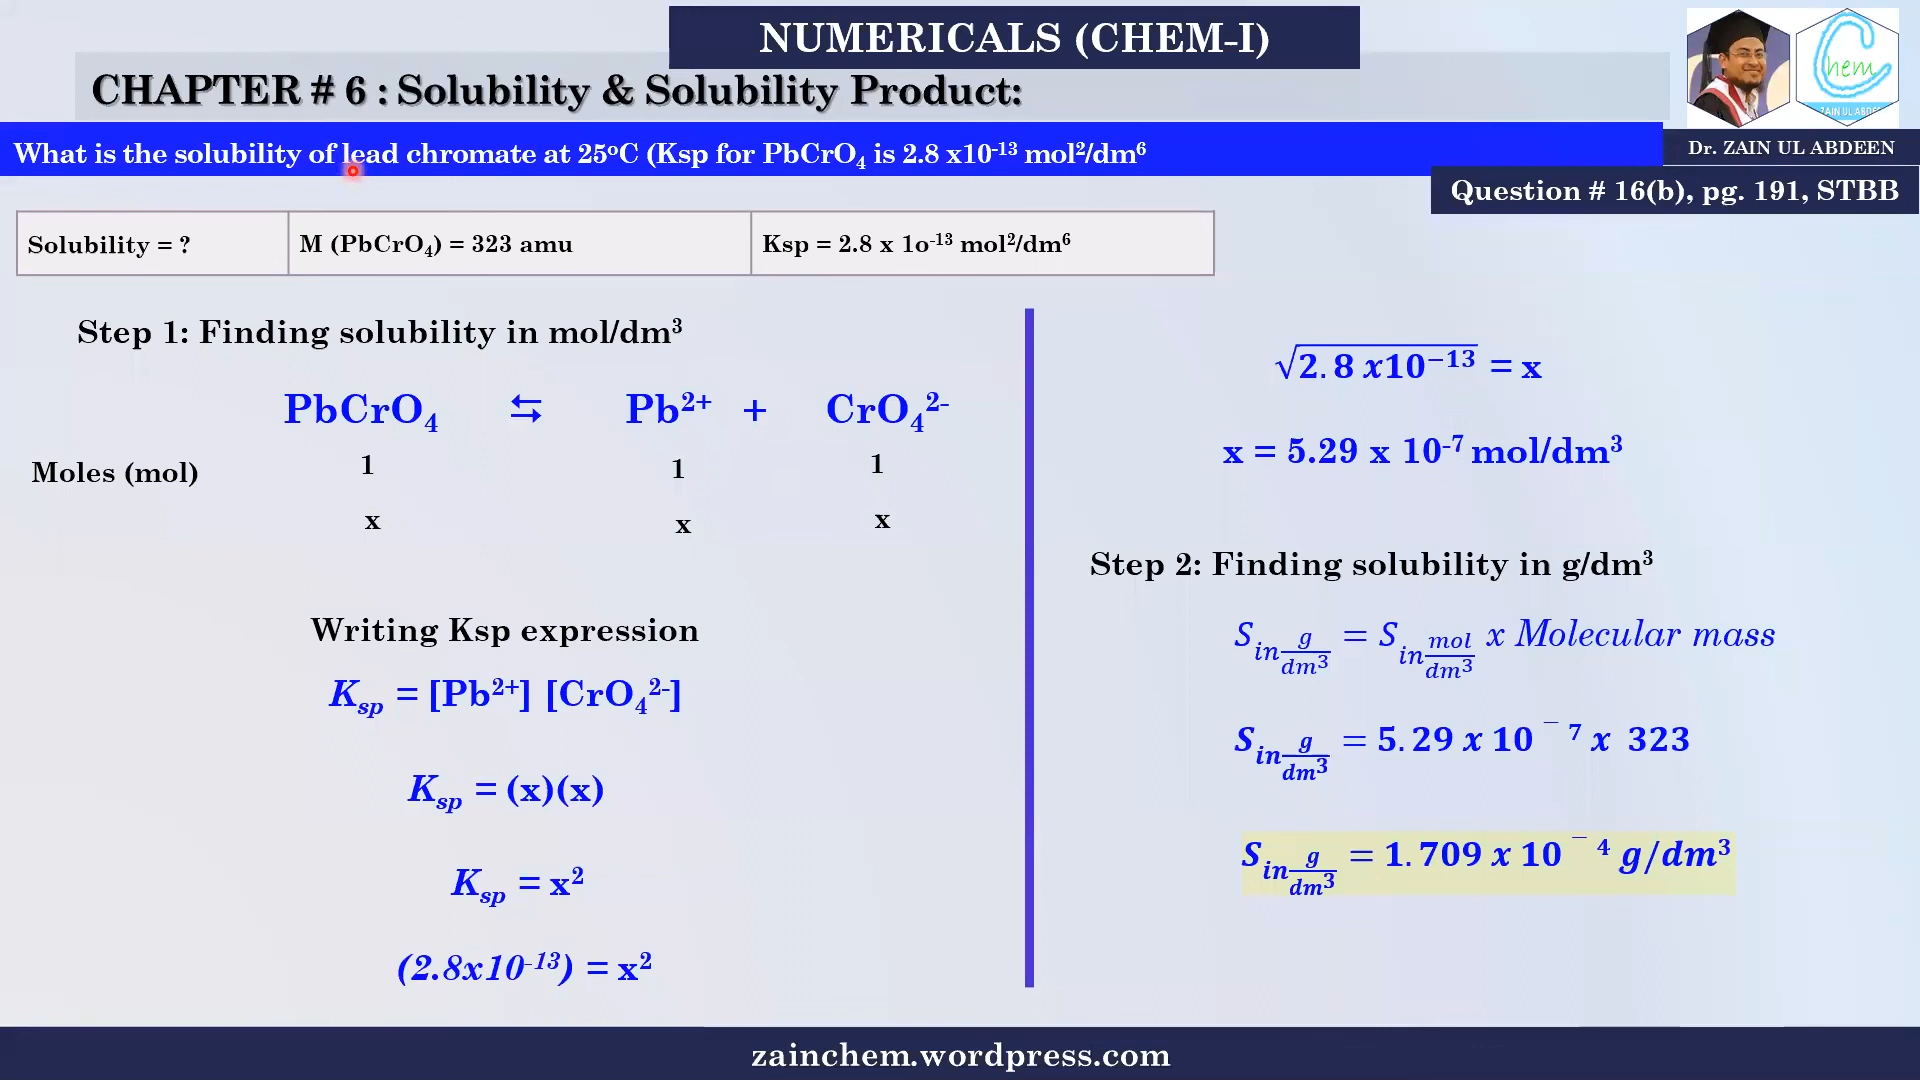 NUMERICALS (CHEM-I)
CHAPTER # 6 : Solubility & Solubility Product:
Chem
ZAIN UL ABDE
What is the solubility of lead chromate at 25°C (Ksp for PbCrO₄ is 2.8 x10⁻¹³ mol²/dm⁶
Dr. ZAIN UL ABDEEN
Question # 16(b), pg. 191, STBB
Solubility = ?
M (PbCrO₄) = 323 amu
Ksp = 2.8 x 1o⁻¹³ mol²/dm⁶
Step 1: Finding solubility in mol/dm³
PbCrO₄ ⇆ Pb²⁺ + CrO₄²⁻
Moles (mol) 1 1 1
x x x
Writing Ksp expression
Kₛₚ = [Pb²⁺] [CrO₄²⁻]
Kₛₚ = (x)(x)
Kₛₚ = x²
(2.8x10⁻¹³) = x²
√2.8 x10⁻¹³ = x
x = 5.29 x 10⁻⁷ mol/dm³
Step 2: Finding solubility in g/dm³
S in g/dm³ = S in mol/dm³ x Molecular mass
S in g/dm³ = 5.29 x 10⁻⁷ x 323
S in g/dm³ = 1.709 x 10⁻⁴ g/dm³
zainchem.wordpress.com